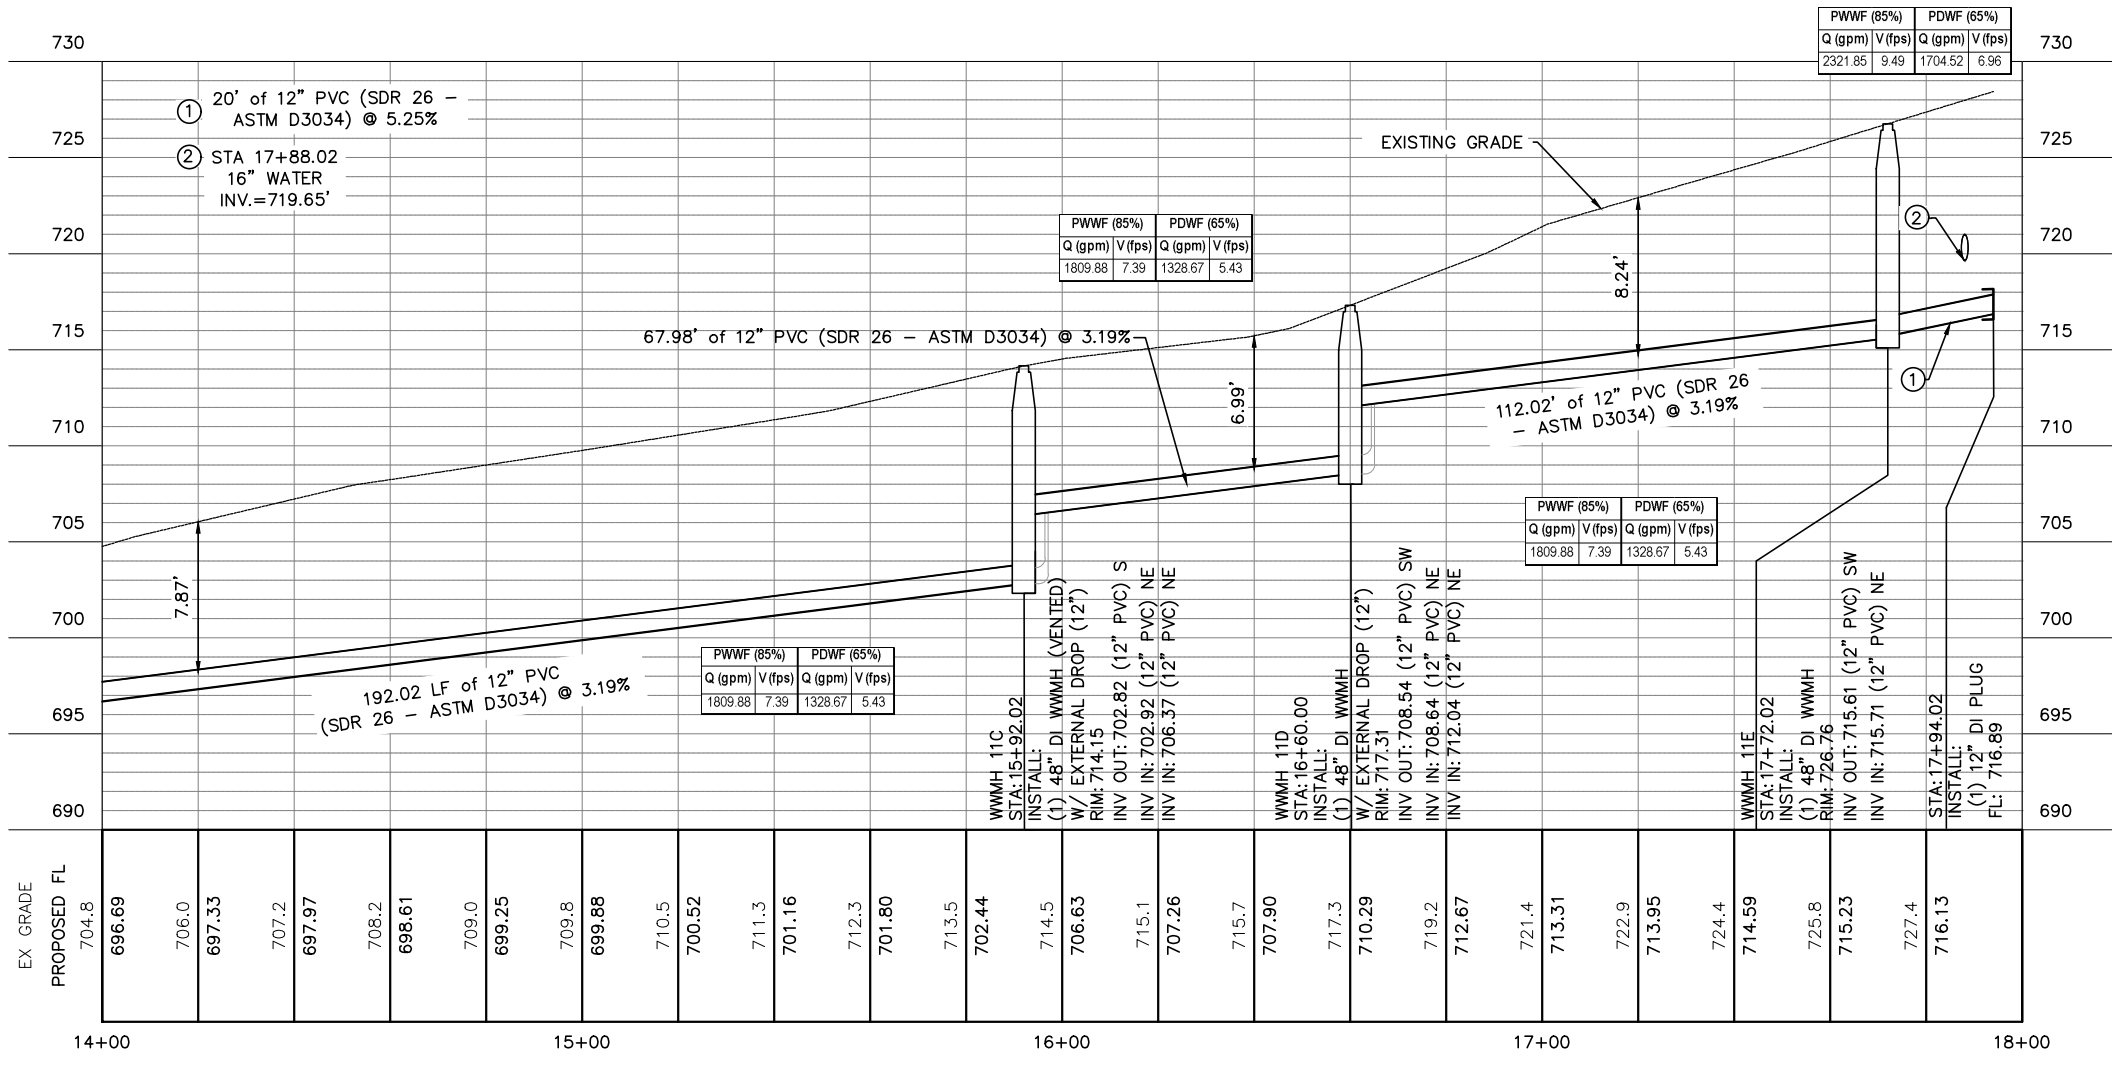 PWWF (85%) PDWF (65%)
Q (gpm) V (fps) Q (gpm) V (fps)
2321.85 9.49 1704.52 6.96
730 730
① 20' of 12" PVC (SDR 26 –
ASTM D3034) @ 5.25%
725 725
EXISTING GRADE
② STA 17+88.02
16" WATER
INV.=719.65'
②
PWWF (85%) PDWF (65%)
Q (gpm) V (fps) Q (gpm) V (fps)
1809.88 7.39 1328.67 5.43
720 720
8.24'
715 715
67.98' of 12" PVC (SDR 26 – ASTM D3034) @ 3.19%
①
6.99'
112.02' of 12" PVC (SDR 26
– ASTM D3034) @ 3.19%
710 710
PWWF (85%) PDWF (65%)
Q (gpm) V (fps) Q (gpm) V (fps)
1809.88 7.39 1328.67 5.43
705 705
7.87'
700 700
192.02 LF of 12" PVC
(SDR 26 – ASTM D3034) @ 3.19%
PWWF (85%) PDWF (65%)
Q (gpm) V (fps) Q (gpm) V (fps)
1809.88 7.39 1328.67 5.43
695 695
690 690
WWMH 11C
STA: 15+92.02
INSTALL:
(1) 48" DI WWMH (VENTED)
W/ EXTERNAL DROP (12")
RIM: 714.15
INV OUT: 702.82 (12" PVC) S
INV IN: 702.92 (12" PVC) NE
INV IN: 706.37 (12" PVC) NE
WWMH 11D
STA: 16+60.00
INSTALL:
(1) 48" DI WWMH
W/ EXTERNAL DROP (12")
RIM: 717.31
INV OUT: 708.54 (12" PVC) SW
INV IN: 708.64 (12" PVC) NE
INV IN: 712.04 (12" PVC) NE
WWMH 11E
STA: 17+72.02
INSTALL:
(1) 48" DI WWMH
RIM: 726.76
INV OUT: 715.61 (12" PVC) SW
INV IN: 715.71 (12" PVC) NE
STA: 17+94.02
INSTALL:
(1) 12" DI PLUG
FL: 716.89
EX GRADE
PROPOSED FL
704.8
696.69
706.0
697.33
707.2
697.97
708.2
698.61
709.0
699.25
709.8
699.88
710.5
700.52
711.3
701.16
712.3
701.80
713.5
702.44
714.5
706.63
715.1
707.26
715.7
707.90
717.3
710.29
719.2
712.67
721.4
713.31
722.9
713.95
724.4
714.59
725.8
715.23
727.4
716.13
14+00 15+00 16+00 17+00 18+00